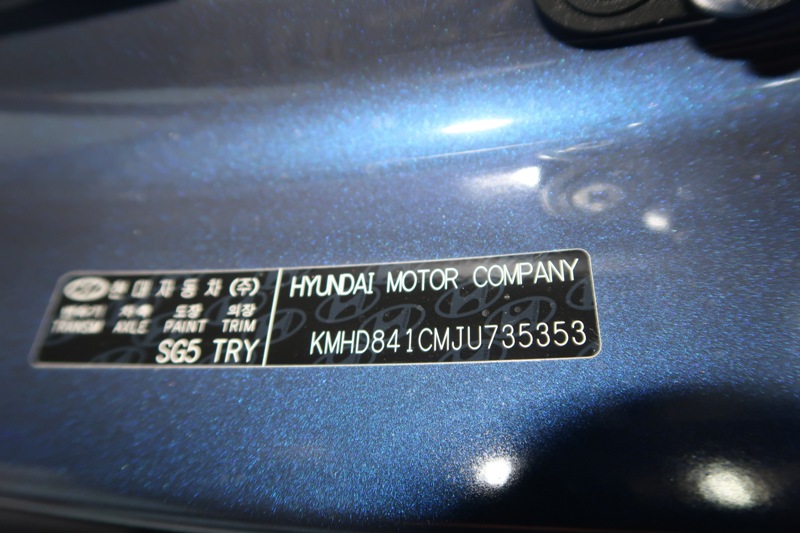 현대자동차(주)
변속기 차축 도장 의장
TRANSM AXLE PAINT TRIM
SG5 TRY
HYUNDAI MOTOR COMPANY
KMHD841CMJU735353